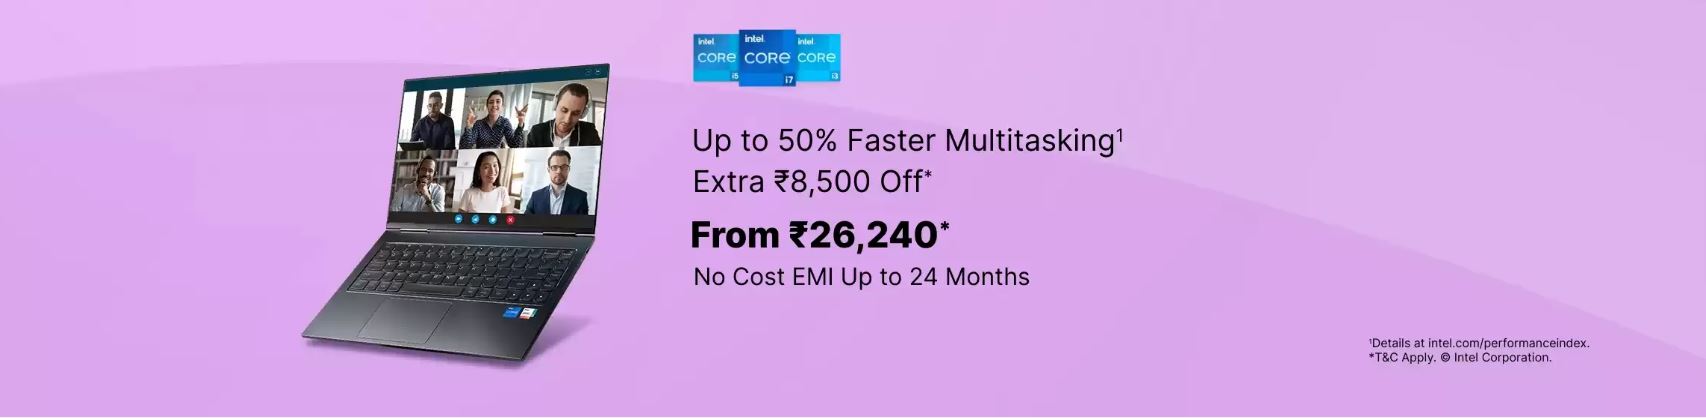 intel. intel. intel.
CORE CORE CORE
i5 i7 i3
Up to 50% Faster Multitasking¹
Extra ₹8,500 Off*
From ₹26,240*
No Cost EMI Up to 24 Months
¹Details at intel.com/performanceindex.
*T&C Apply. © Intel Corporation.